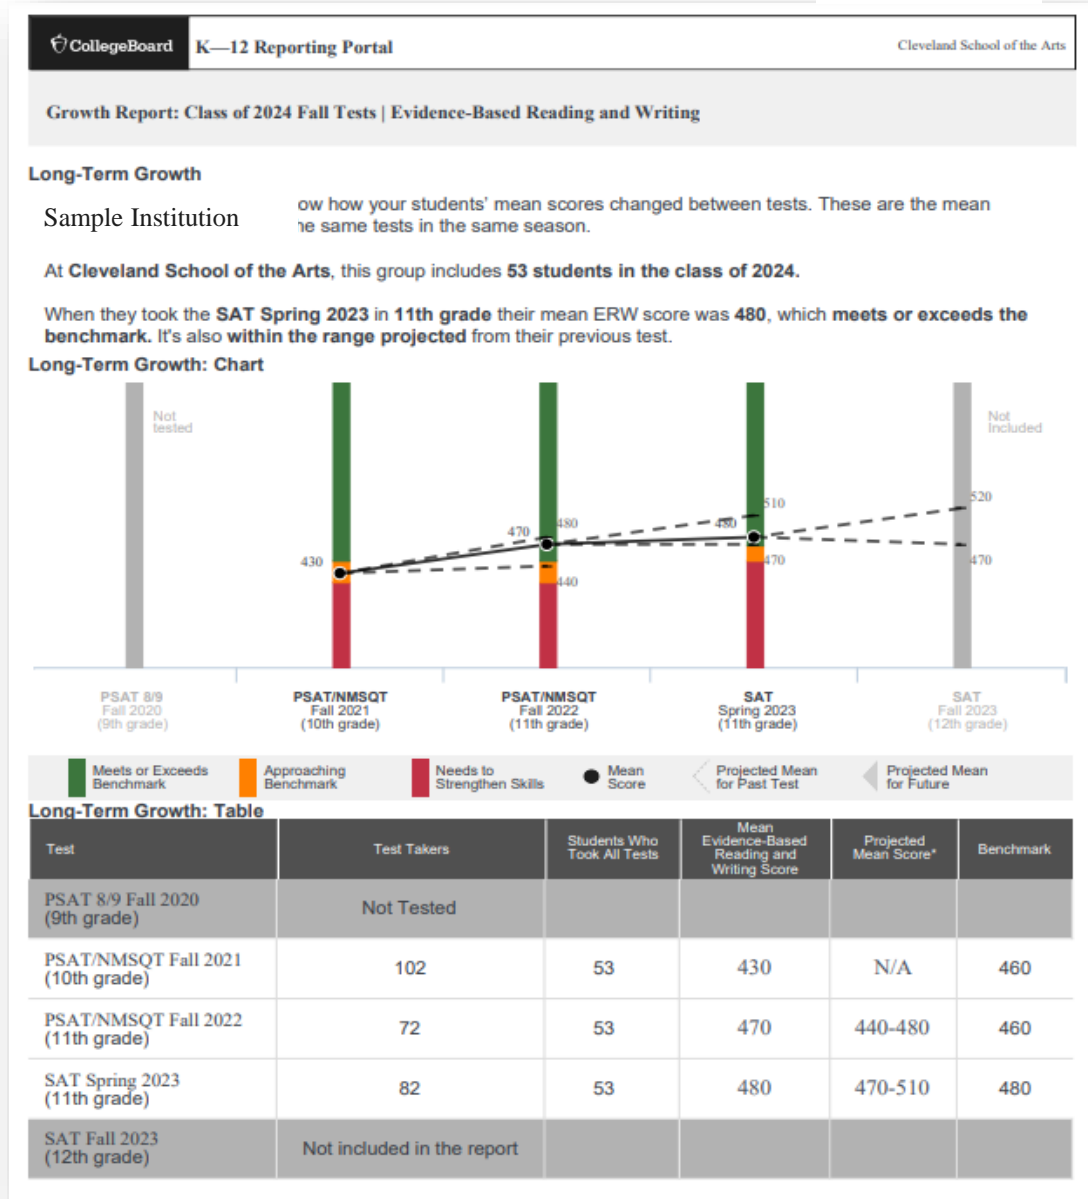 CollegeBoard K—12 Reporting Portal Cleveland School of the Arts
Growth Report: Class of 2024 Fall Tests | Evidence-Based Reading and Writing
Long-Term Growth
Sample Institution
how your students' mean scores changed between tests. These are the mean
same tests in the same season.
At Cleveland School of the Arts, this group includes 53 students in the class of 2024.
When they took the SAT Spring 2023 in 11th grade their mean ERW score was 480, which meets or exceeds the
benchmark. It's also within the range projected from their previous test.
Long-Term Growth: Chart
Not
tested
Not
Included
430
470
480
440
480
510
470
520
470
PSAT 8/9
Fall 2020
(9th grade)
PSAT/NMSQT
Fall 2021
(10th grade)
PSAT/NMSQT
Fall 2022
(11th grade)
SAT
Spring 2023
(11th grade)
SAT
Fall 2023
(12th grade)
Meets or Exceeds
Benchmark
Approaching
Benchmark
Needs to
Strengthen Skills
Mean
Score
Projected Mean
for Past Test
Projected Mean
for Future
Long-Term Growth: Table
Test
Test Takers
Students Who
Took All Tests
Mean
Evidence-Based
Reading and
Writing Score
Projected
Mean Score*
Benchmark
PSAT 8/9 Fall 2020
(9th grade)
Not Tested
PSAT/NMSQT Fall 2021
(10th grade)
102 53 430 N/A 460
PSAT/NMSQT Fall 2022
(11th grade)
72 53 470 440-480 460
SAT Spring 2023
(11th grade)
82 53 480 470-510 480
SAT Fall 2023
(12th grade)
Not included in the report